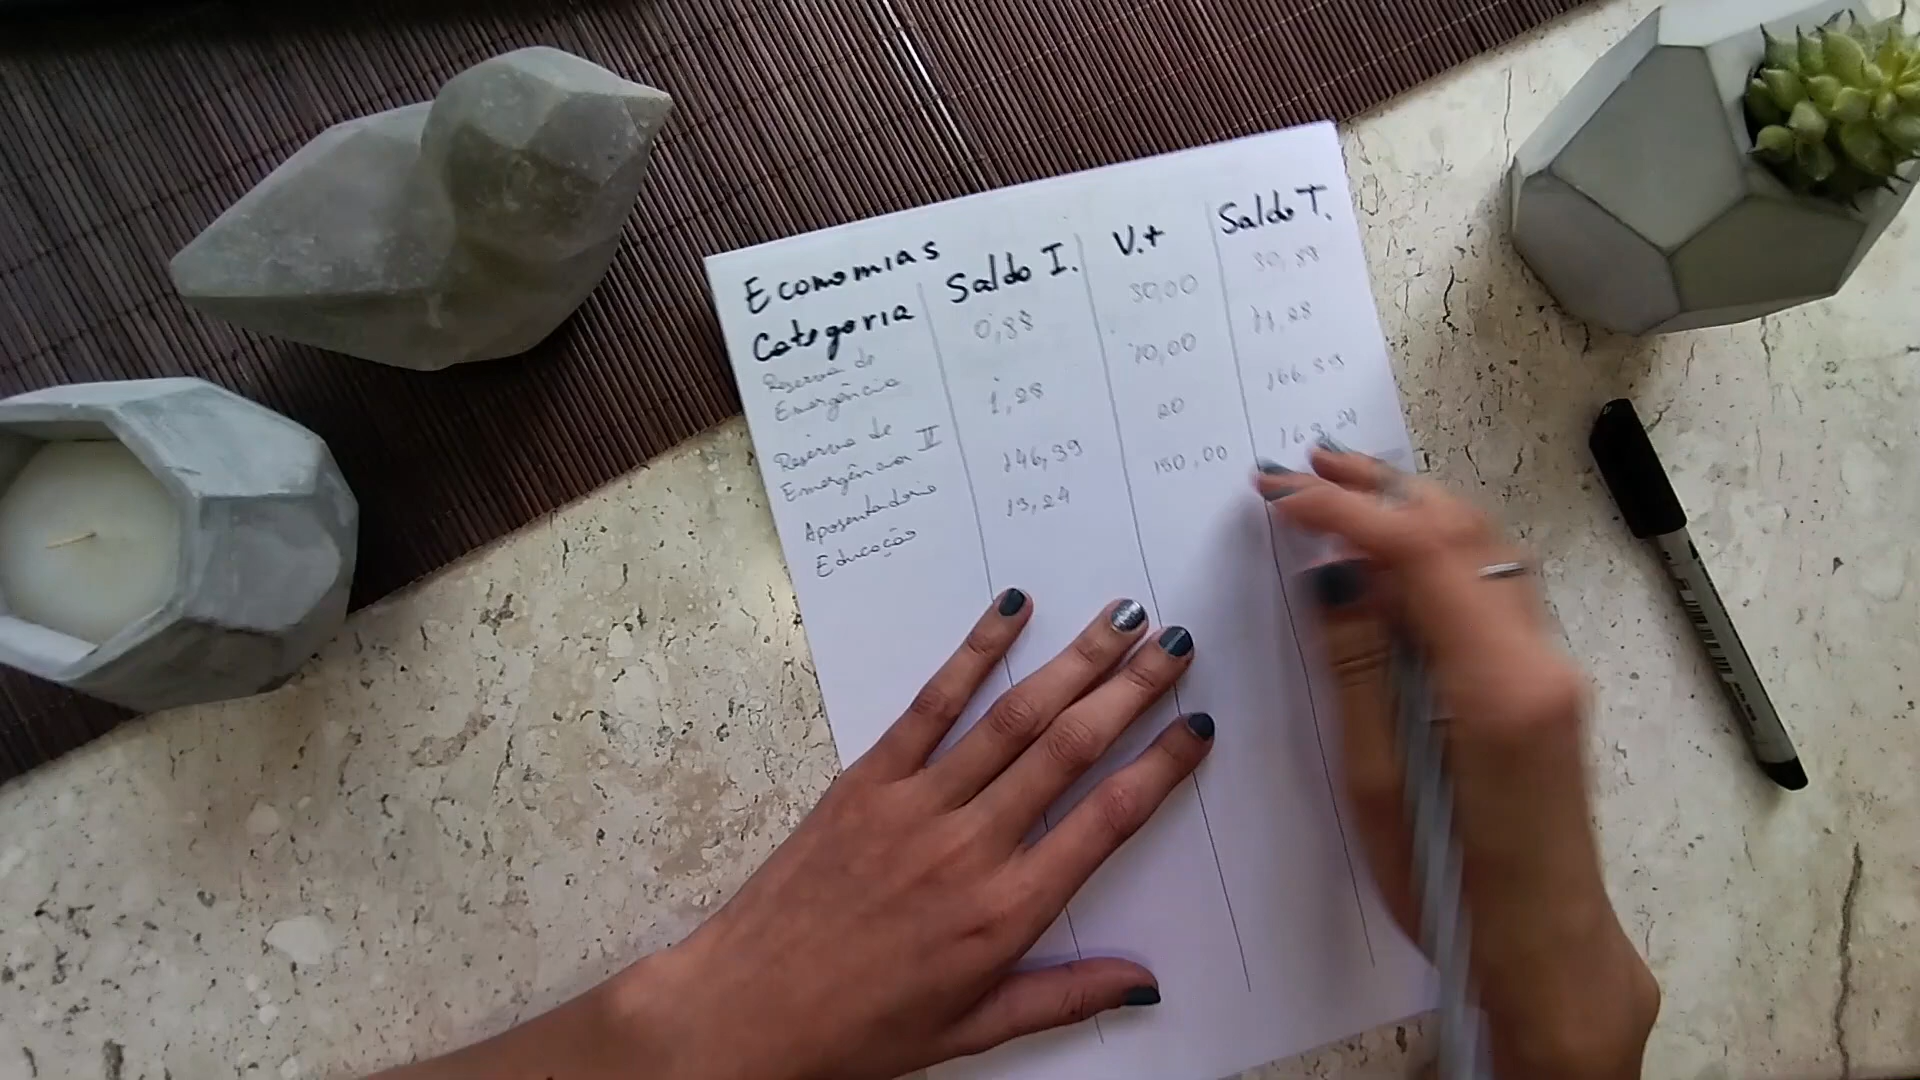 Economias
Categoria Saldo I. V.+ Saldo T.
Reserva de
Emergência 0,88 30,00 30,88
Reserva de
Emergência II 1,28 10,00 11,28
Aposentadoria 146,39 20 166,39
Educação 13,24 150,00 163,24